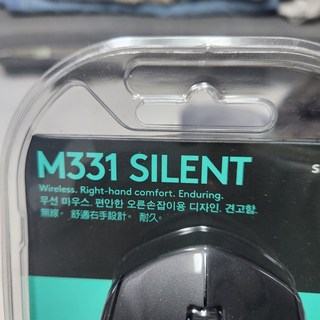 M331 SILENT
Wireless. Right-hand comfort. Enduring.
무선 마우스. 편안한 오른손잡이용 디자인. 견고함.
無線。 舒適右手設計。 耐久。